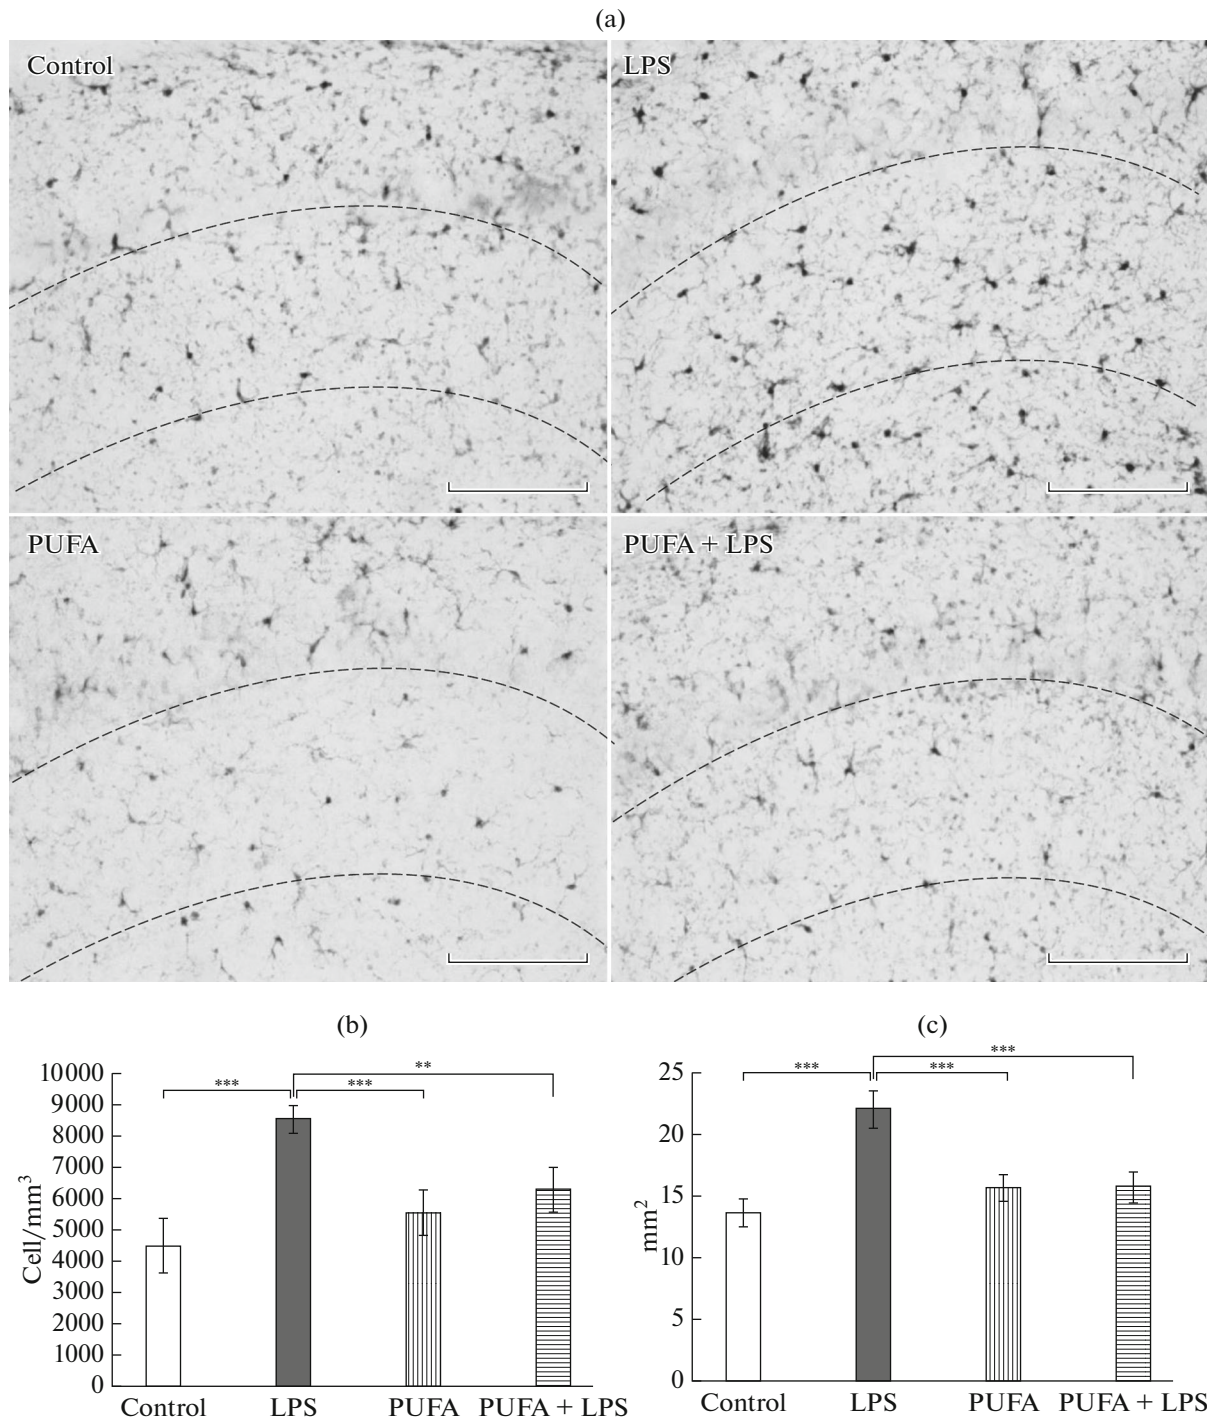 (a)
Control
LPS
PUFA
PUFA + LPS
(b)
Cell/mm³
10000
9000
8000
7000
6000
5000
4000
3000
2000
1000
0
***
***
**
Control
LPS
PUFA
PUFA + LPS
(c)
mm²
25
20
15
10
5
0
***
***
***
Control
LPS
PUFA
PUFA + LPS